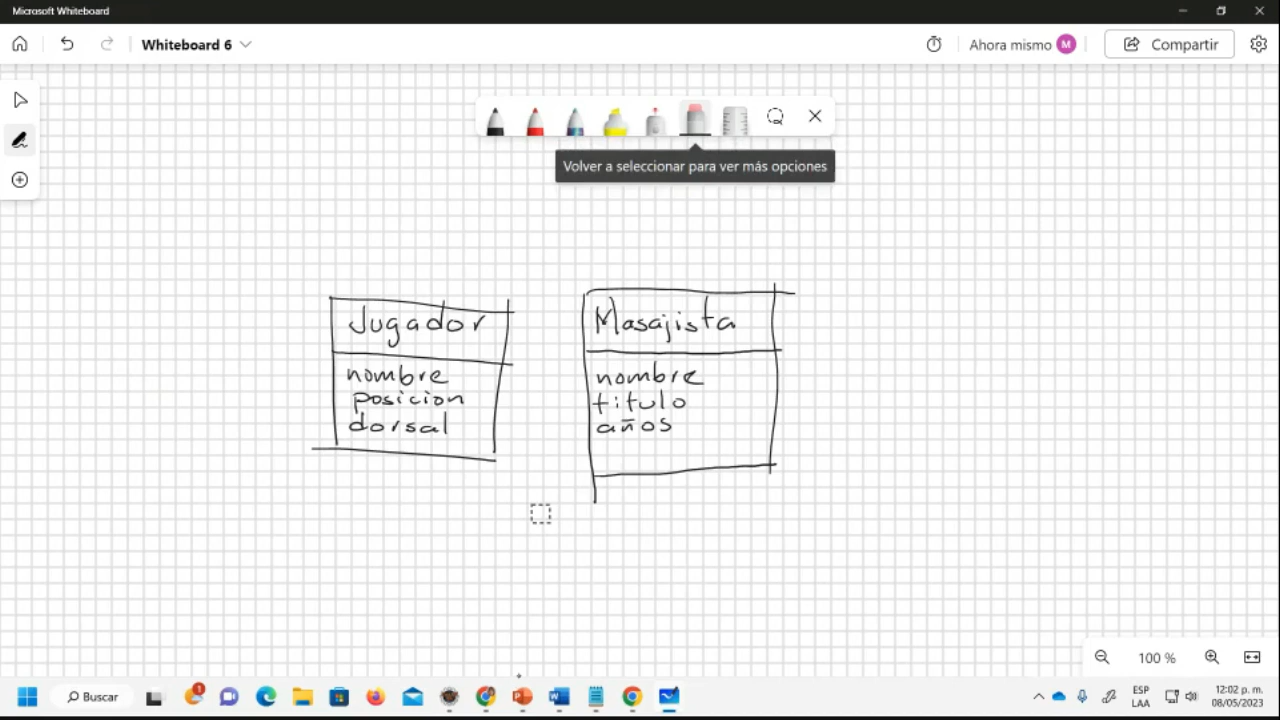 Microsoft Whiteboard
Whiteboard 6
Ahora mismo M
Compartir
Volver a seleccionar para ver más opciones
Jugador
nombre
posicion
dorsal
Masajista
nombre
titulo
años
100 %
Buscar
1
ESP
LAA
12:02 p. m.
08/05/2023